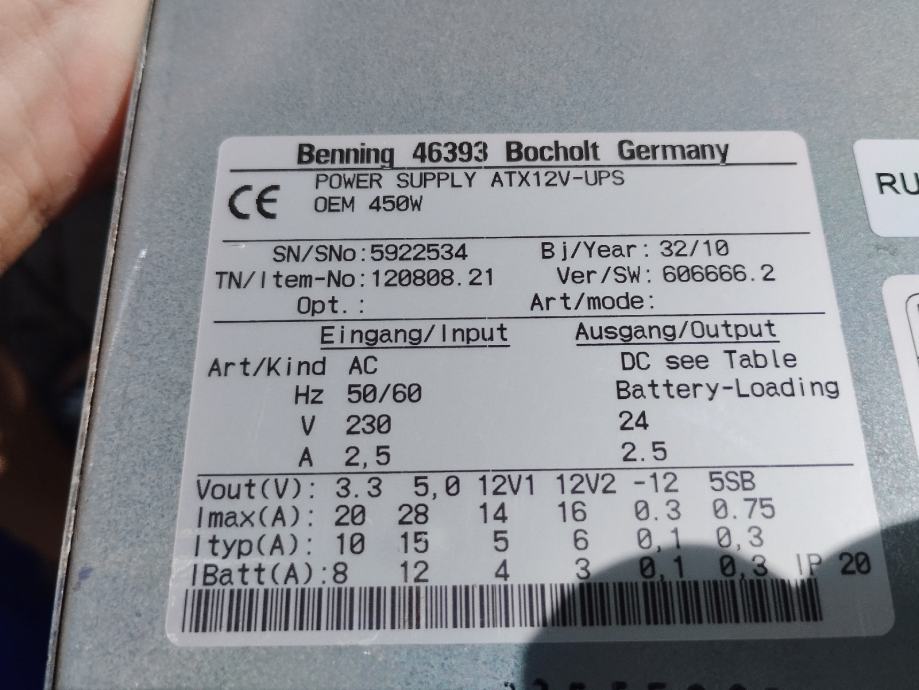 Benning 46393 Bocholt Germany
CE POWER SUPPLY ATX12V-UPS
OEM 450W
SN/SNo:5922534 Bj/Year: 32/10
TN/Item-No:120808.21 Ver/SW: 606666.2
Opt.: Art/mode:
Eingang/Input Ausgang/Output
Art/Kind AC DC see Table
Hz 50/60 Battery-Loading
V 230 24
A 2,5 2.5
Vout(V): 3.3 5,0 12V1 12V2 -12 5SB
Imax(A): 20 28 14 16 0.3 0.75
Ityp(A): 10 15 5 6 0,1 0,3
IBatt(A):8 12 4 3 0,1 0,3 IP 20
RU